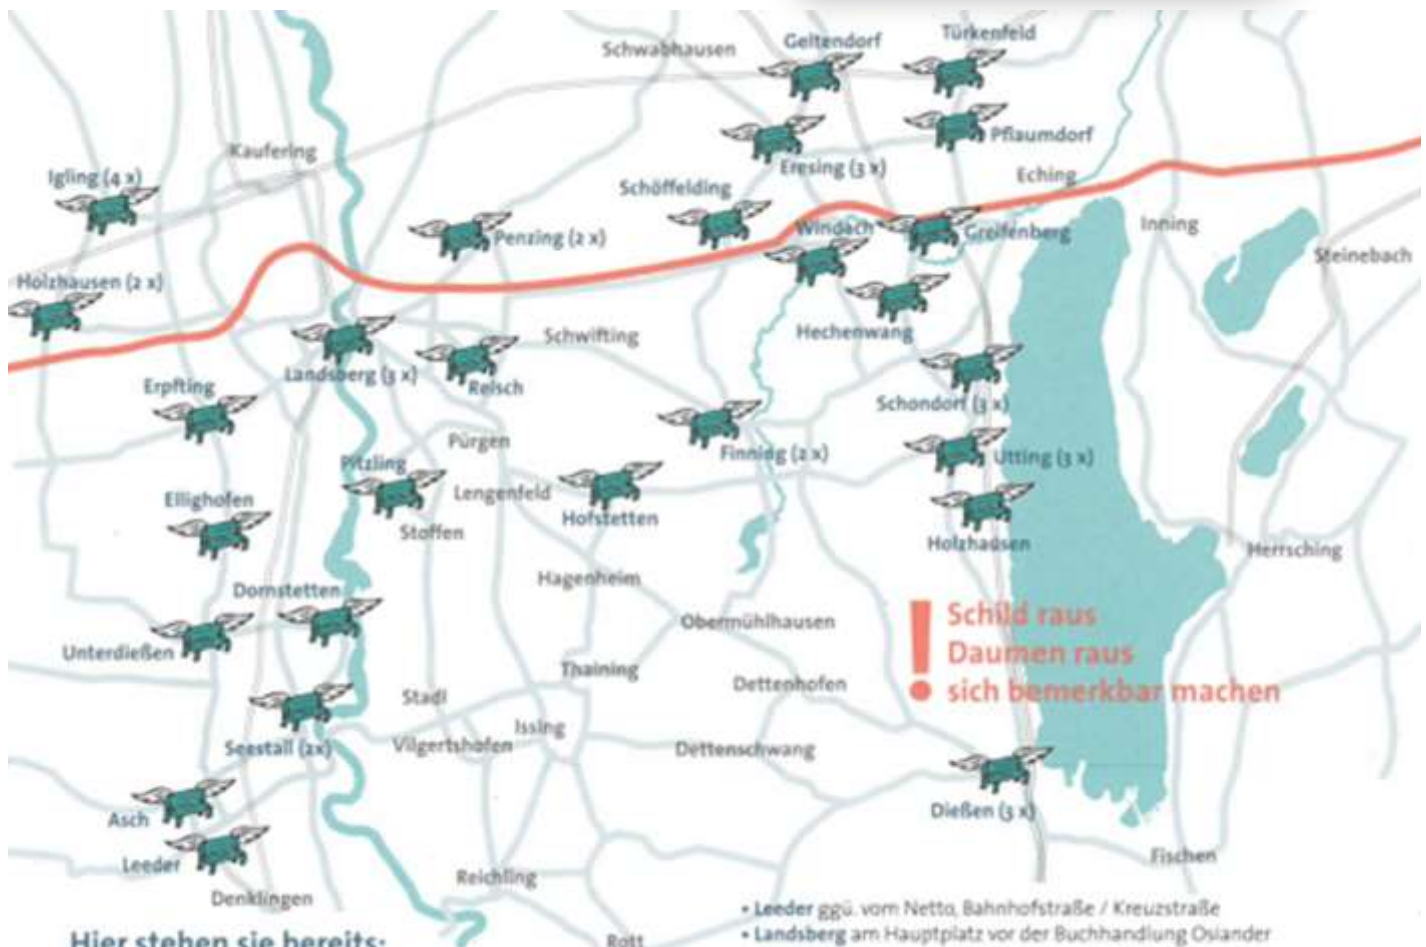 Geltendorf
Türkenfeld
Schwabhausen
Pflaumdorf
Kaufering
Eresing (3 x)
Igling (4 x)
Eching
Schöffelding
Inning
Windach
Greifenberg
Penzing (2 x)
Steinebach
Holzhausen (2 x)
Hechenwang
Schwifting
Landsberg (3 x)
Erpfting
Reisch
Schondorf (3 x)
Pürgen
Finning (2 x)
Utting (3 x)
Pitzling
Lengenfeld
Ellighofen
Hofstetten
Stoffen
Holzhausen
Herrsching
Hagenheim
Dornstetten
! Schild raus
Daumen raus
sich bemerkbar machen
Obermühlhausen
Unterdießen
Thaining
Dettenhofen
Stadl
Issing
Vilgertshofen
Seestall (2x)
Dettenschwang
Dießen (3 x)
Asch
Fischen
Leeder
Reichling
Denklingen
• Leeder ggü. vom Netto, Bahnhofstraße / Kreuzstraße
• Landsberg am Hauptplatz vor der Buchhandlung Osiander
Hier stehen sie bereits:
Rott